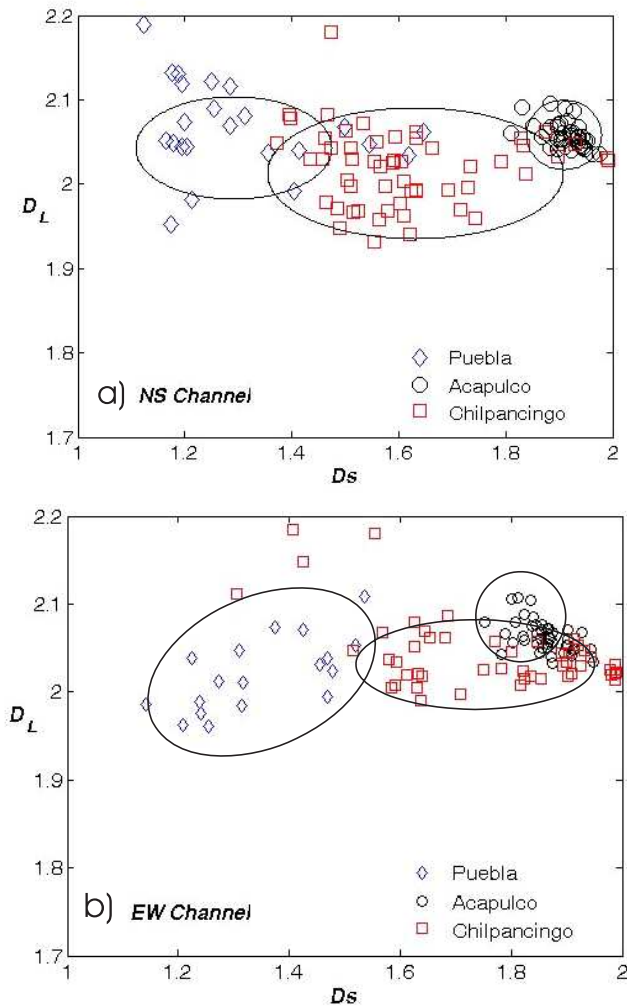 2.2
2.1
2
1.9
1.8
1.7
D_L
1.2
1.4
1.6
1.8
2
Ds
a) NS Channel
Puebla
Acapulco
Chilpancingo
2.2
2.1
2
1.9
1.8
1.7
D_L
1
1.2
1.4
1.6
1.8
2
Ds
b) EW Channel
Puebla
Acapulco
Chilpancingo